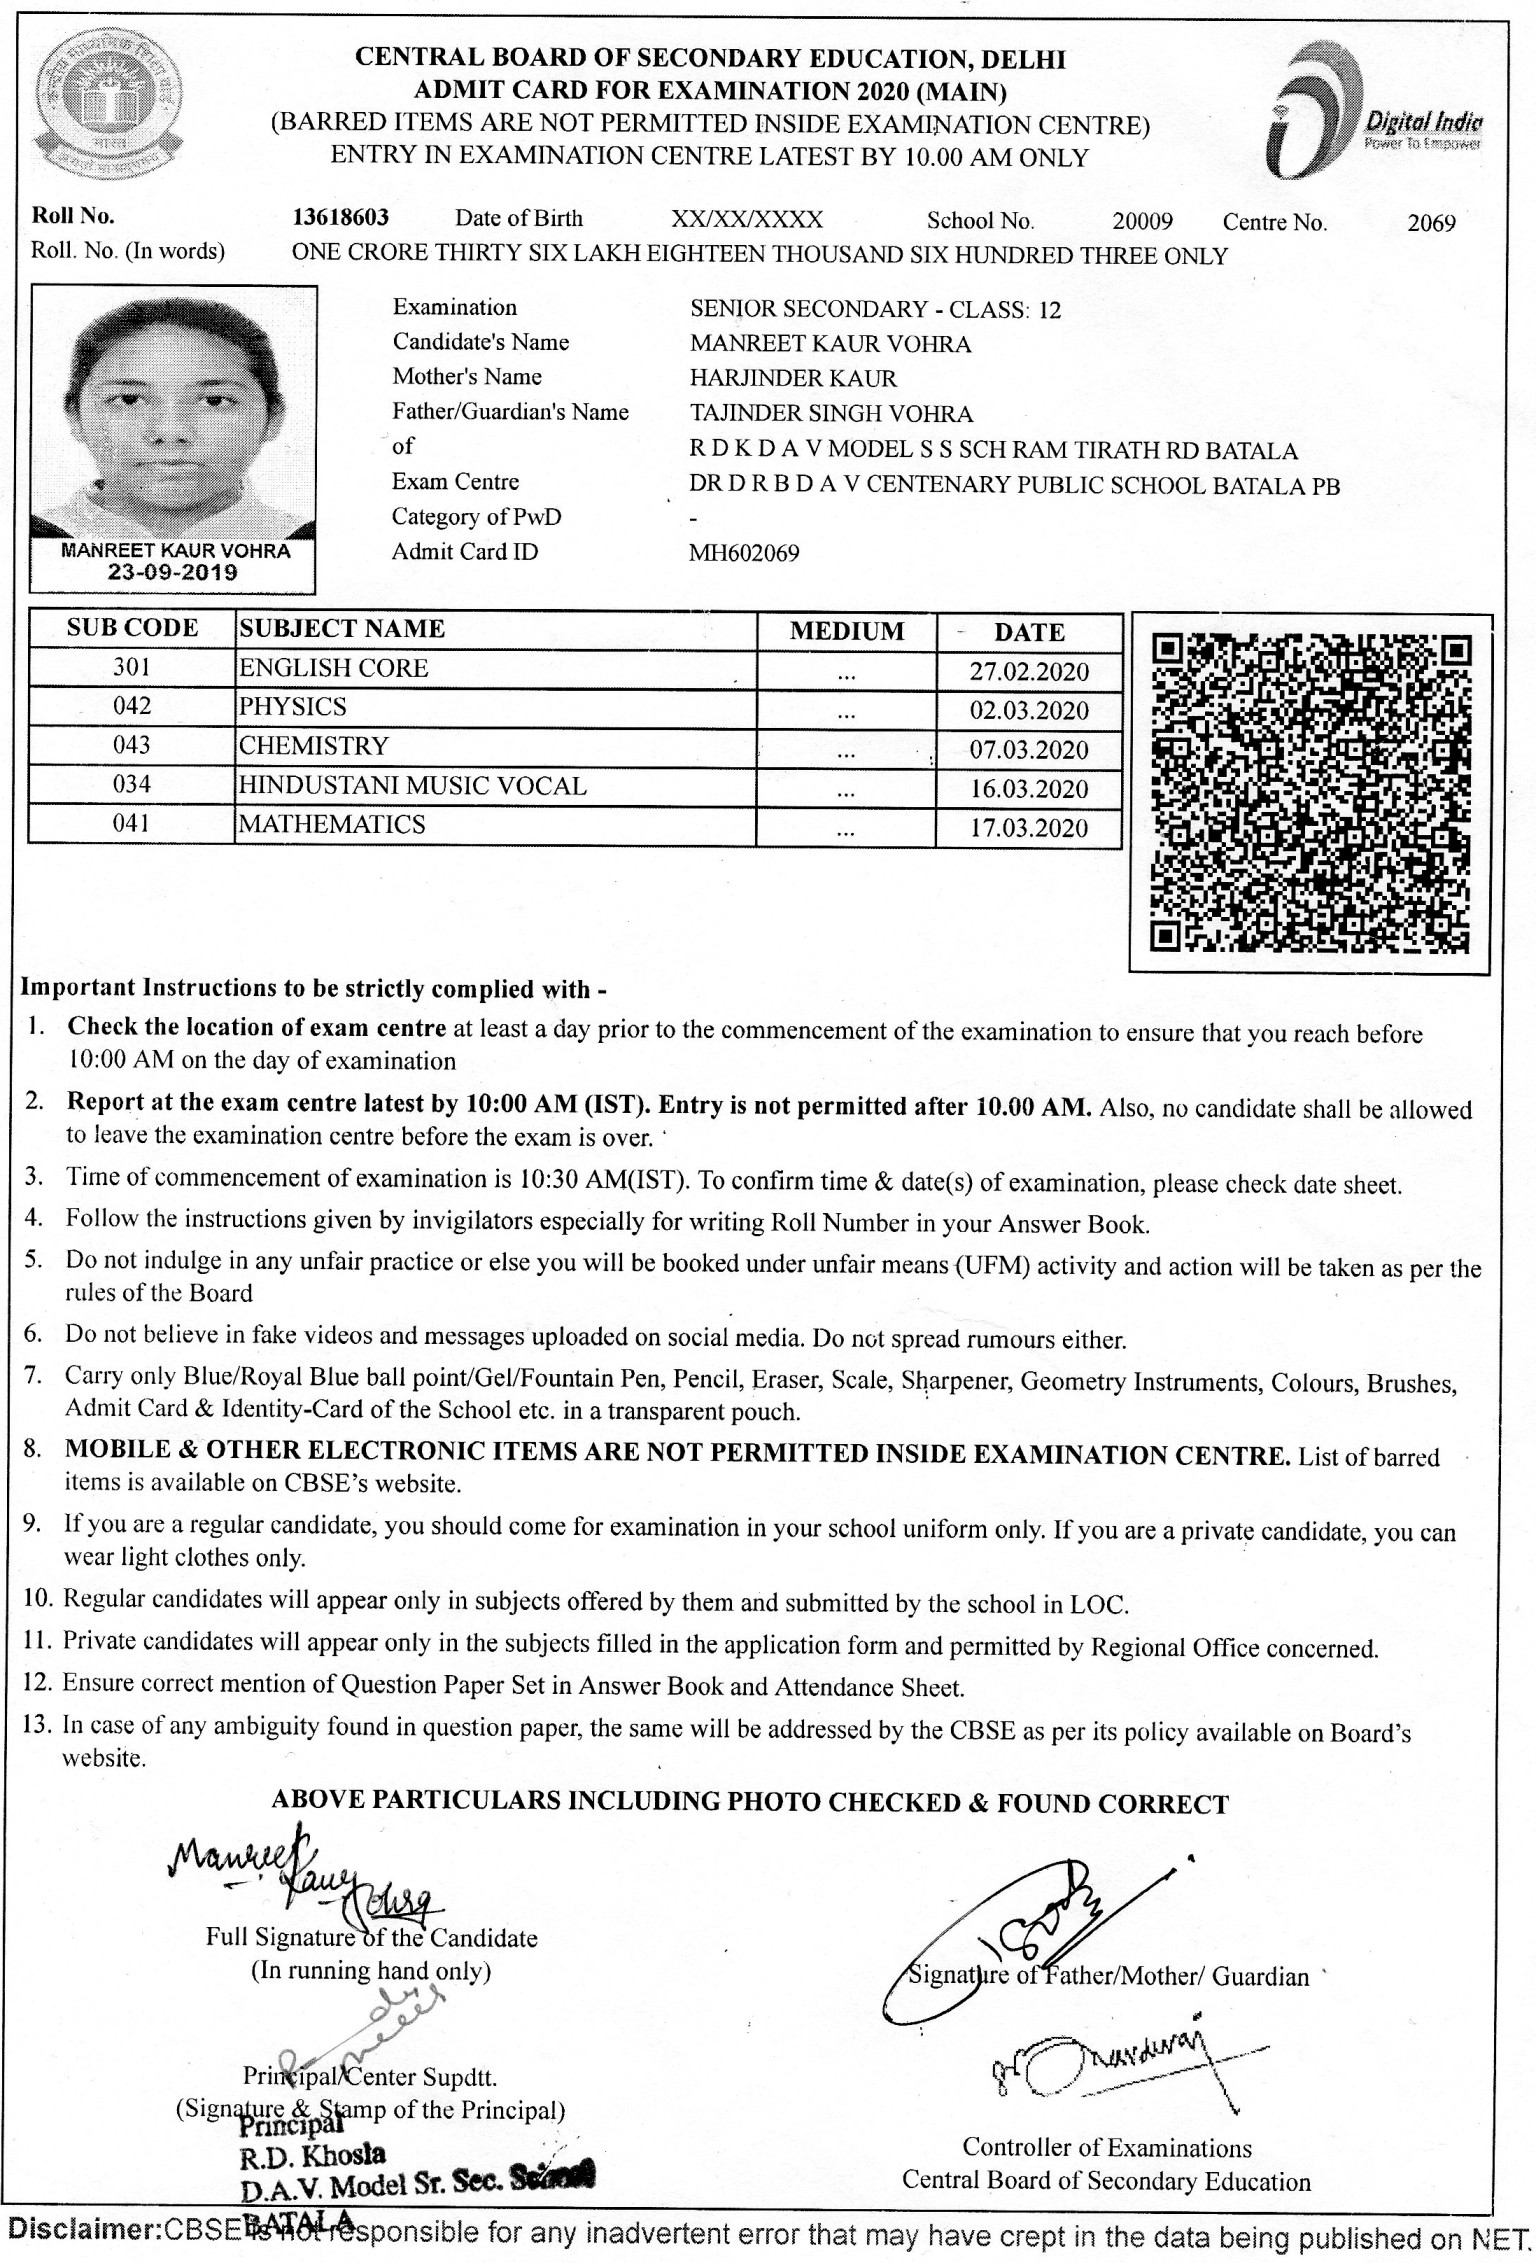 CENTRAL BOARD OF SECONDARY EDUCATION, DELHI
ADMIT CARD FOR EXAMINATION 2020 (MAIN)
(BARRED ITEMS ARE NOT PERMITTED INSIDE EXAMINATION CENTRE)
ENTRY IN EXAMINATION CENTRE LATEST BY 10.00 AM ONLY
भारत
Digital India
Power To Empower
Roll No. 13618603 Date of Birth XX/XX/XXXX School No. 20009 Centre No. 2069
Roll. No. (In words) ONE CRORE THIRTY SIX LAKH EIGHTEEN THOUSAND SIX HUNDRED THREE ONLY
Examination SENIOR SECONDARY - CLASS: 12
Candidate's Name MANREET KAUR VOHRA
Mother's Name HARJINDER KAUR
Father/Guardian's Name TAJINDER SINGH VOHRA
of R D K D A V MODEL S S SCH RAM TIRATH RD BATALA
Exam Centre DR D R B D A V CENTENARY PUBLIC SCHOOL BATALA PB
Category of PwD -
Admit Card ID MH602069
MANREET KAUR VOHRA
23-09-2019
SUB CODE SUBJECT NAME MEDIUM DATE
301 ENGLISH CORE ... 27.02.2020
042 PHYSICS ... 02.03.2020
043 CHEMISTRY ... 07.03.2020
034 HINDUSTANI MUSIC VOCAL ... 16.03.2020
041 MATHEMATICS ... 17.03.2020
Important Instructions to be strictly complied with -
1. Check the location of exam centre at least a day prior to the commencement of the examination to ensure that you reach before
10:00 AM on the day of examination
2. Report at the exam centre latest by 10:00 AM (IST). Entry is not permitted after 10.00 AM. Also, no candidate shall be allowed
to leave the examination centre before the exam is over.
3. Time of commencement of examination is 10:30 AM(IST). To confirm time & date(s) of examination, please check date sheet.
4. Follow the instructions given by invigilators especially for writing Roll Number in your Answer Book.
5. Do not indulge in any unfair practice or else you will be booked under unfair means (UFM) activity and action will be taken as per the
rules of the Board
6. Do not believe in fake videos and messages uploaded on social media. Do not spread rumours either.
7. Carry only Blue/Royal Blue ball point/Gel/Fountain Pen, Pencil, Eraser, Scale, Sharpener, Geometry Instruments, Colours, Brushes,
Admit Card & Identity-Card of the School etc. in a transparent pouch.
8. MOBILE & OTHER ELECTRONIC ITEMS ARE NOT PERMITTED INSIDE EXAMINATION CENTRE. List of barred
items is available on CBSE’s website.
9. If you are a regular candidate, you should come for examination in your school uniform only. If you are a private candidate, you can
wear light clothes only.
10. Regular candidates will appear only in subjects offered by them and submitted by the school in LOC.
11. Private candidates will appear only in the subjects filled in the application form and permitted by Regional Office concerned.
12. Ensure correct mention of Question Paper Set in Answer Book and Attendance Sheet.
13. In case of any ambiguity found in question paper, the same will be addressed by the CBSE as per its policy available on Board’s
website.
ABOVE PARTICULARS INCLUDING PHOTO CHECKED & FOUND CORRECT
Manreet
Kaur
Vohra
Full Signature of the Candidate
(In running hand only)
Signature of Father/Mother/ Guardian
Principal/Center Supdtt.
(Signature & Stamp of the Principal)
Principal
R.D. Khosla
D.A.V. Model Sr. Sec. School
BATALA
Controller of Examinations
Central Board of Secondary Education
Disclaimer:CBSE is not responsible for any inadvertent error that may have crept in the data being published on NET.